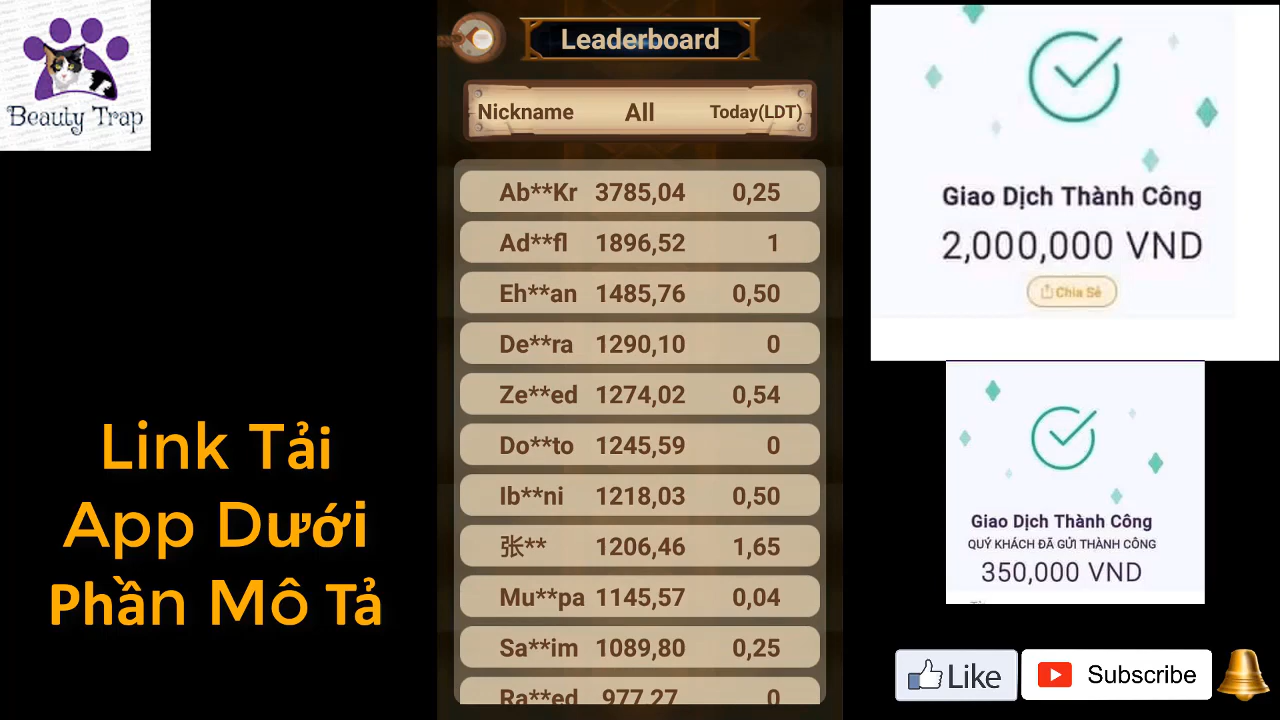 Beauty Trap
Link Tải
App Dưới
Phần Mô Tả
Leaderboard
Nickname All Today(LDT)
Ab**Kr 3785,04 0,25
Ad**fl 1896,52 1
Eh**an 1485,76 0,50
De**ra 1290,10 0
Ze**ed 1274,02 0,54
Do**to 1245,59 0
Ib**ni 1218,03 0,50
张** 1206,46 1,65
Mu**pa 1145,57 0,04
Sa**im 1089,80 0,25
Ra**ed 977,27 0
Giao Dịch Thành Công
2,000,000 VND
Chia Sẻ
Giao Dịch Thành Công
QUÝ KHÁCH ĐÃ GỬI THÀNH CÔNG
350,000 VND
Like
Subscribe